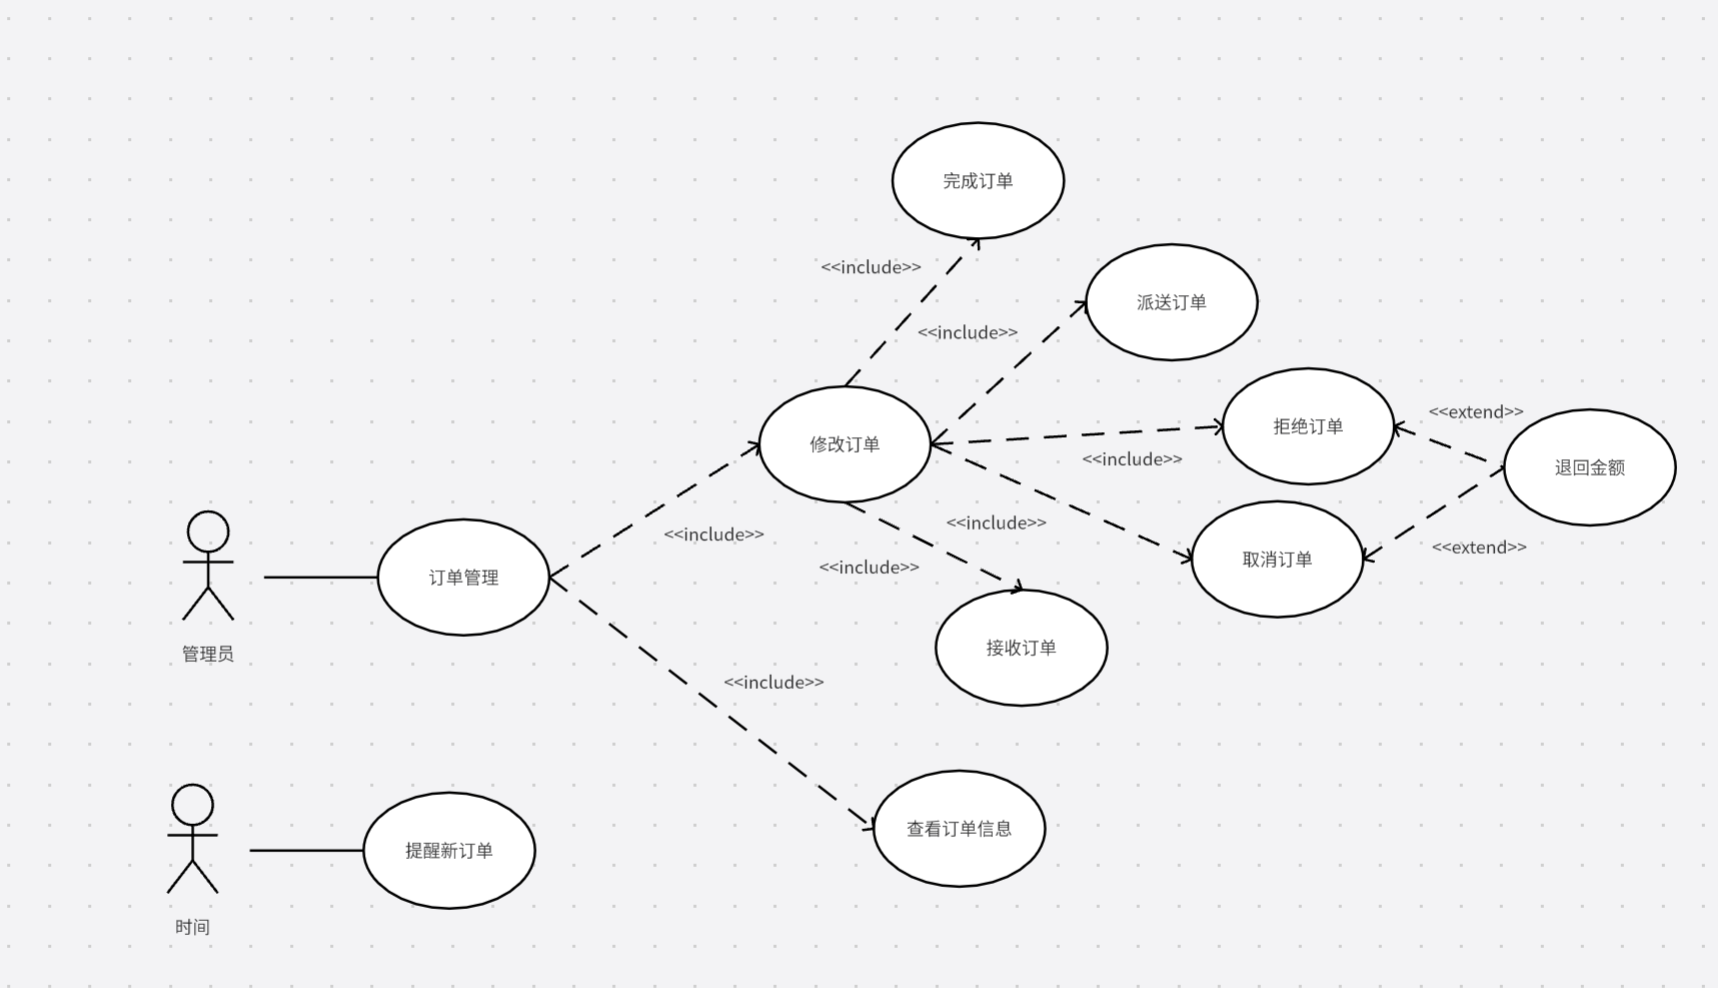 完成订单
<<include>>
派送订单
<<include>>
拒绝订单
<<extend>>
修改订单
<<include>>
退回金额
<<include>>
<<include>>
取消订单
<<extend>>
<<include>>
订单管理
接收订单
管理员
<<include>>
查看订单信息
提醒新订单
时间